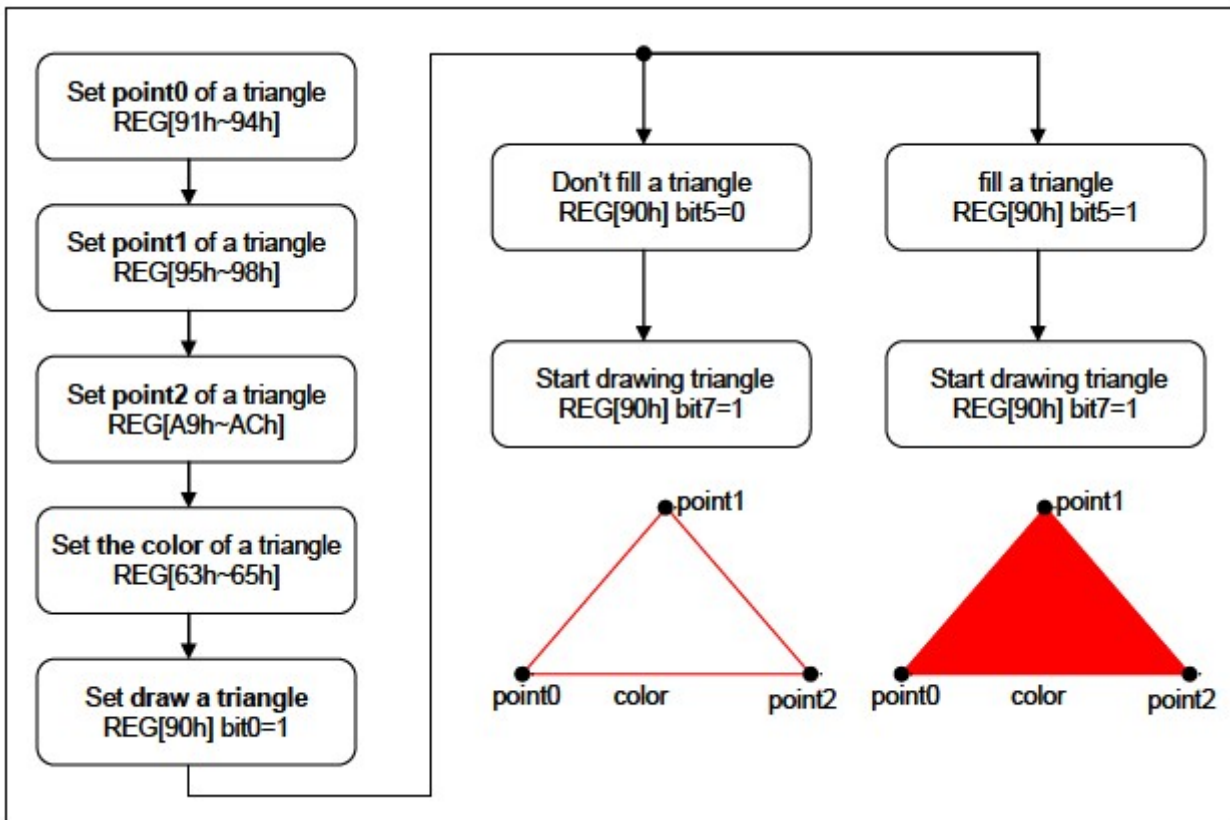 Set point0 of a triangle
REG[91h~94h]
Set point1 of a triangle
REG[95h~98h]
Set point2 of a triangle
REG[A9h~ACh]
Set the color of a triangle
REG[63h~65h]
Set draw a triangle
REG[90h] bit0=1
Don't fill a triangle
REG[90h] bit5=0
Start drawing triangle
REG[90h] bit7=1
point1
point0
color
point2
fill a triangle
REG[90h] bit5=1
Start drawing triangle
REG[90h] bit7=1
point1
point0
color
point2